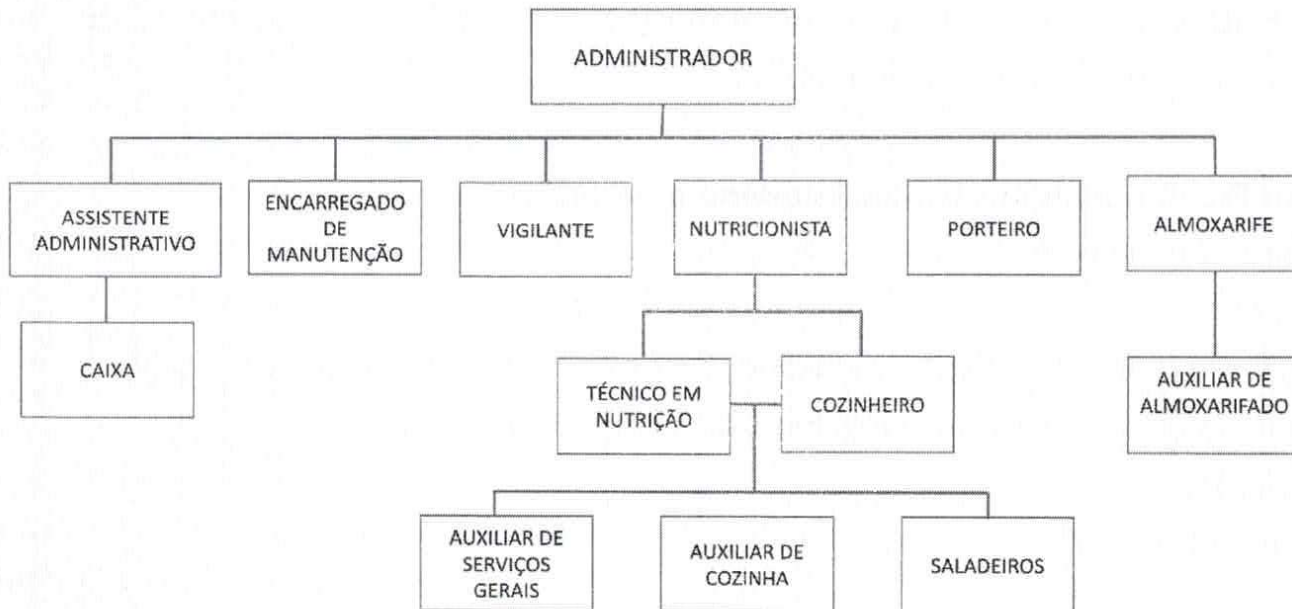 ADMINISTRADOR
ASSISTENTE
ADMINISTRATIVO
ENCARREGADO
DE
MANUTENÇÃO
VIGILANTE
NUTRICIONISTA
PORTEIRO
ALMOXARIFE
CAIXA
TÉCNICO EM
NUTRIÇÃO
COZINHEIRO
AUXILIAR DE
ALMOXARIFADO
AUXILIAR DE
SERVIÇOS
GERAIS
AUXILIAR DE
COZINHA
SALADEIROS